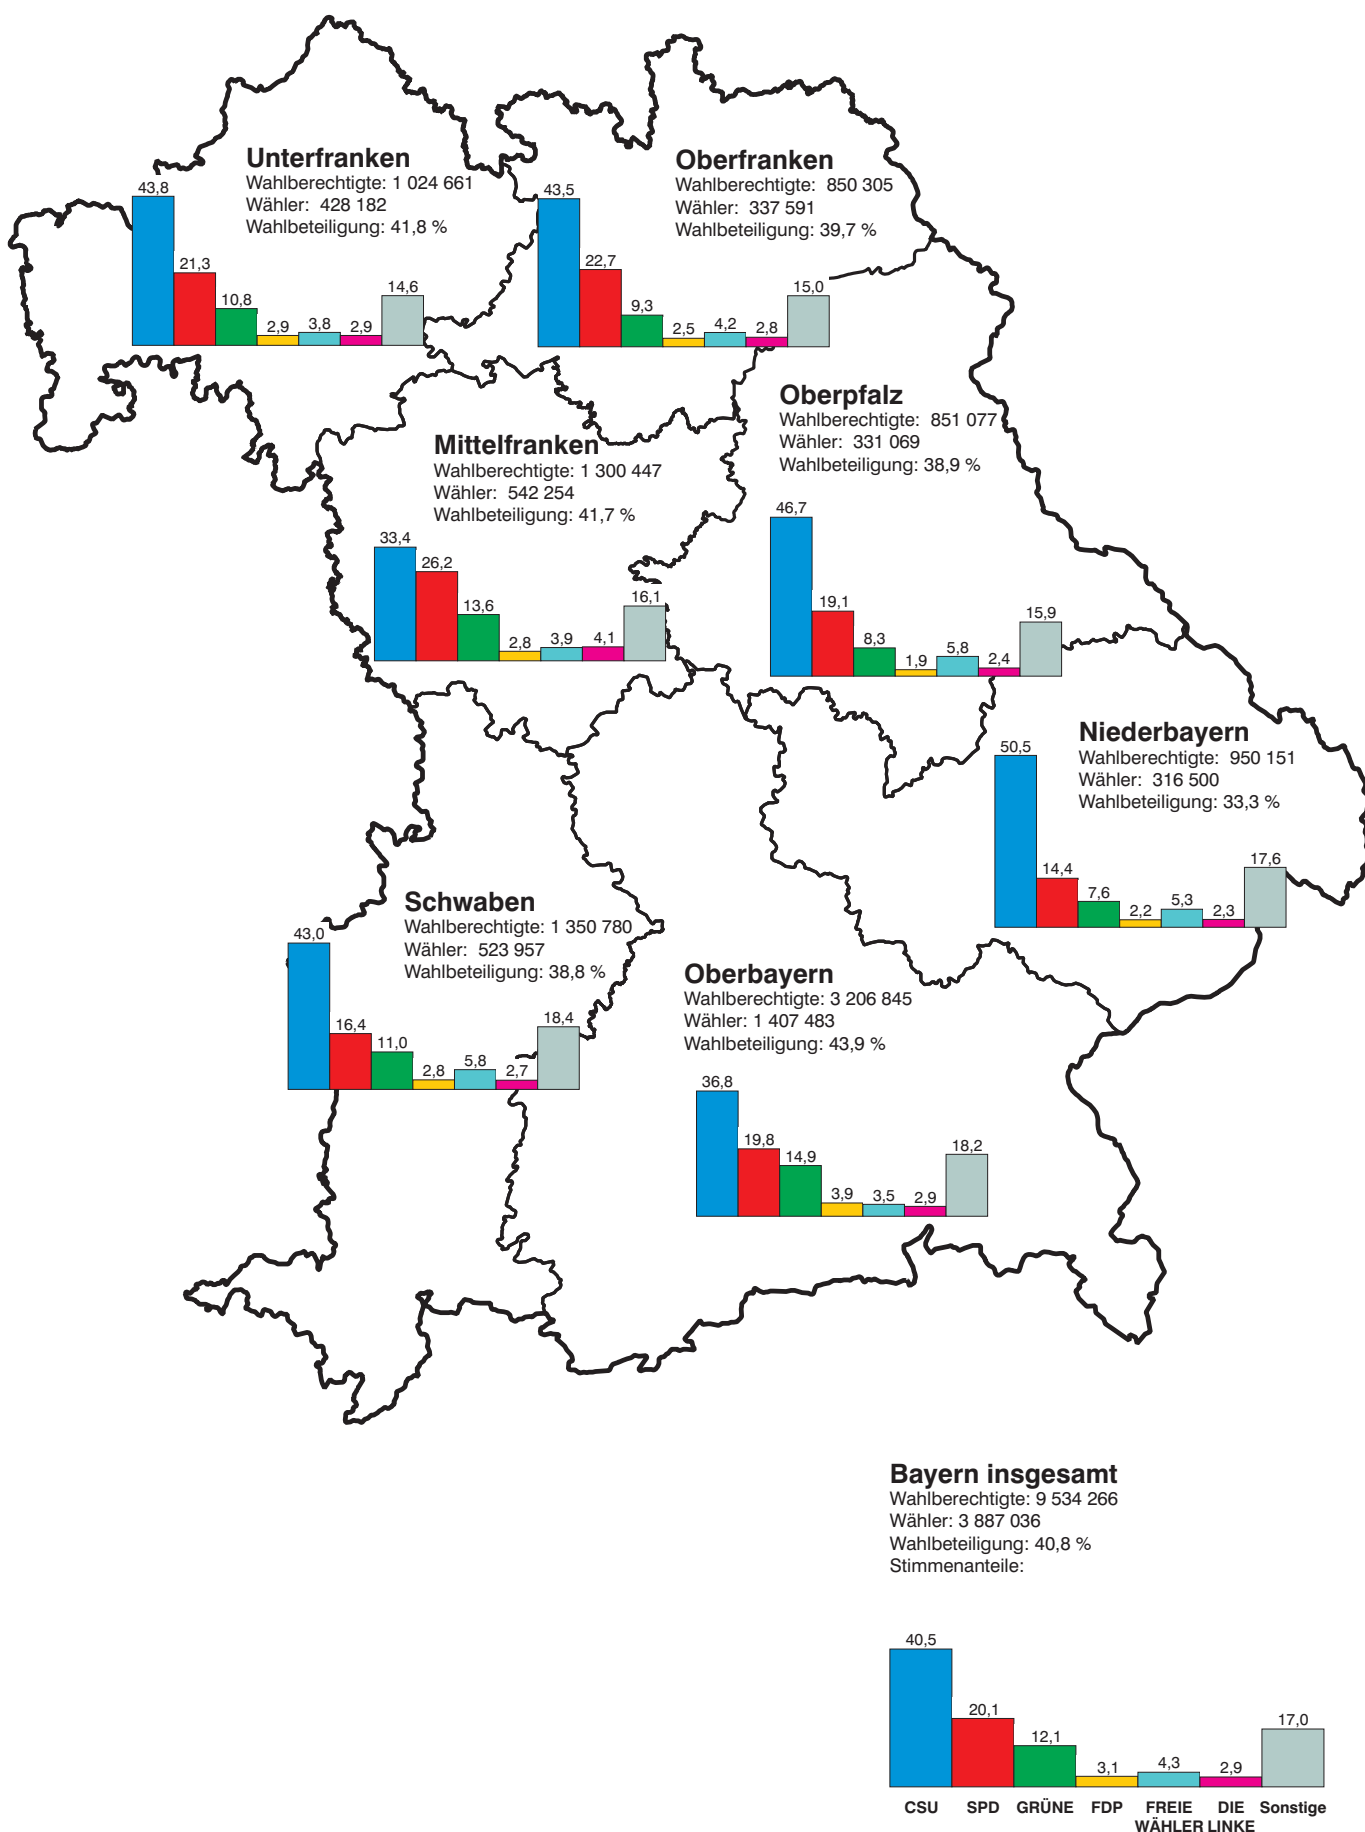 Unterfranken
Wahlberechtigte: 1 024 661
Wähler: 428 182
Wahlbeteiligung: 41,8 %
43,8
21,3
10,8
2,9
3,8
2,9
14,6
Oberfranken
Wahlberechtigte: 850 305
Wähler: 337 591
Wahlbeteiligung: 39,7 %
43,5
22,7
9,3
2,5
4,2
2,8
15,0
Oberpfalz
Wahlberechtigte: 851 077
Wähler: 331 069
Wahlbeteiligung: 38,9 %
46,7
19,1
8,3
1,9
5,8
2,4
15,9
Mittelfranken
Wahlberechtigte: 1 300 447
Wähler: 542 254
Wahlbeteiligung: 41,7 %
33,4
26,2
13,6
2,8
3,9
4,1
16,1
Niederbayern
Wahlberechtigte: 950 151
Wähler: 316 500
Wahlbeteiligung: 33,3 %
50,5
14,4
7,6
2,2
5,3
2,3
17,6
Schwaben
Wahlberechtigte: 1 350 780
Wähler: 523 957
Wahlbeteiligung: 38,8 %
43,0
16,4
11,0
2,8
5,8
2,7
18,4
Oberbayern
Wahlberechtigte: 3 206 845
Wähler: 1 407 483
Wahlbeteiligung: 43,9 %
36,8
19,8
14,9
3,9
3,5
2,9
18,2
Bayern insgesamt
Wahlberechtigte: 9 534 266
Wähler: 3 887 036
Wahlbeteiligung: 40,8 %
Stimmenanteile:
40,5
20,1
12,1
3,1
4,3
2,9
17,0
CSU SPD GRÜNE FDP FREIE DIE Sonstige
WÄHLER LINKE